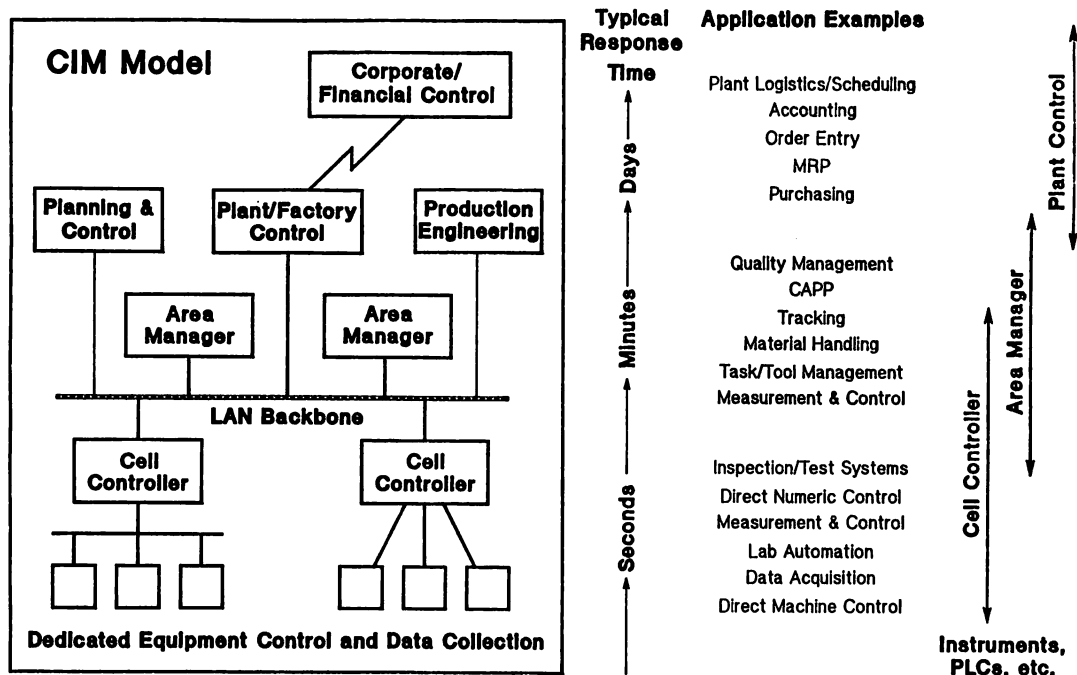 CIM Model
Corporate/
Financial Control
Planning &
Control
Plant/Factory
Control
Production
Engineering
Area
Manager
Area
Manager
LAN Backbone
Cell
Controller
Cell
Controller
Dedicated Equipment Control and Data Collection
Typical
Response
Time
Days
Minutes
Seconds
Application Examples
Plant Logistics/Scheduling
Accounting
Order Entry
MRP
Purchasing
Quality Management
CAPP
Tracking
Material Handling
Task/Tool Management
Measurement & Control
Inspection/Test Systems
Direct Numeric Control
Measurement & Control
Lab Automation
Data Acquisition
Direct Machine Control
Plant Control
Area Manager
Cell Controller
Instruments,
PLCs, etc.